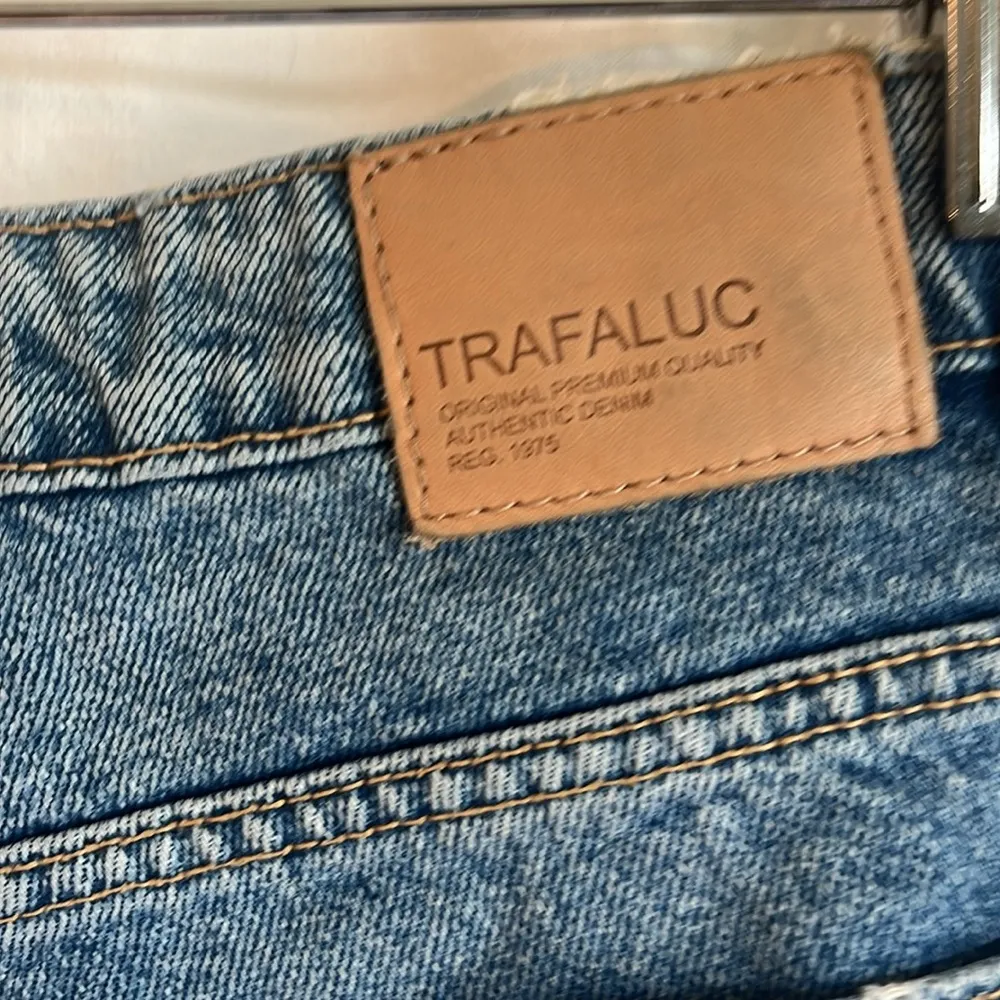 TRAFALUC
ORIGINAL PREMIUM QUALITY
AUTHENTIC DENIM
REG. 1975